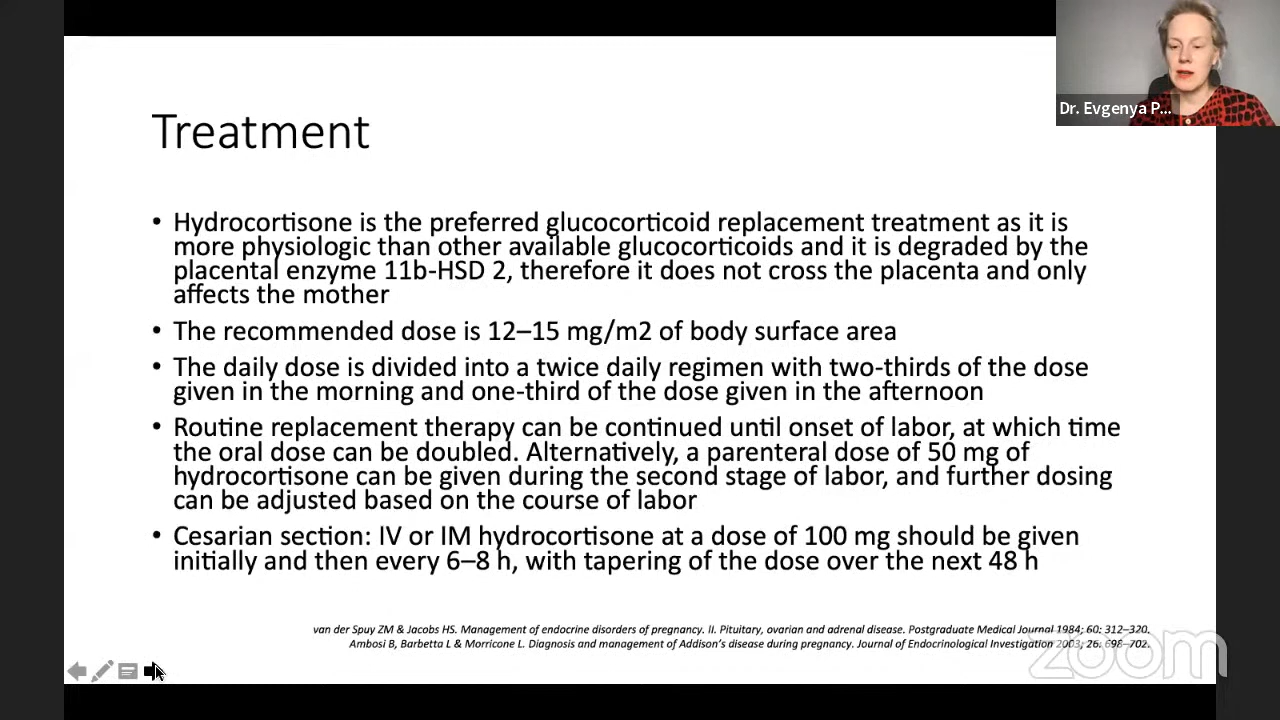 Dr. Evgenya P...
Treatment
• Hydrocortisone is the preferred glucocorticoid replacement treatment as it is
more physiologic than other available glucocorticoids and it is degraded by the
placental enzyme 11b-HSD 2, therefore it does not cross the placenta and only
affects the mother
• The recommended dose is 12–15 mg/m2 of body surface area
• The daily dose is divided into a twice daily regimen with two-thirds of the dose
given in the morning and one-third of the dose given in the afternoon
• Routine replacement therapy can be continued until onset of labor, at which time
the oral dose can be doubled. Alternatively, a parenteral dose of 50 mg of
hydrocortisone can be given during the second stage of labor, and further dosing
can be adjusted based on the course of labor
• Cesarian section: IV or IM hydrocortisone at a dose of 100 mg should be given
initially and then every 6–8 h, with tapering of the dose over the next 48 h
van der Spuy ZM & Jacobs HS. Management of endocrine disorders of pregnancy. II. Pituitary, ovarian and adrenal disease. Postgraduate Medical Journal 1984; 60: 312–320.
Ambosi B, Barbetta L & Morricone L. Diagnosis and management of Addison's disease during pregnancy. Journal of Endocrinological Investigation 2003; 26: 698–702.
zoom